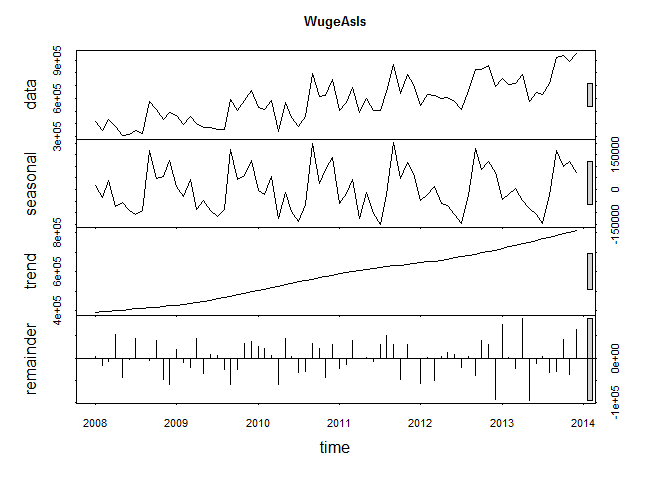 WugeAsIs
data
3e+05 6e+05 9e+05
seasonal
-150000 0 150000
trend
4e+05 6e+05 8e+05
remainder
-1e+05 0e+00
2008 2009 2010 2011 2012 2013 2014
time